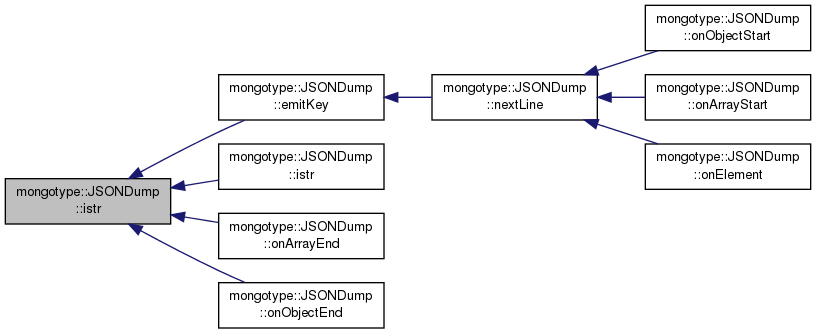 mongotype::JSONDump
::istr
mongotype::JSONDump
::emitKey
mongotype::JSONDump
::istr
mongotype::JSONDump
::onArrayEnd
mongotype::JSONDump
::onObjectEnd
mongotype::JSONDump
::nextLine
mongotype::JSONDump
::onObjectStart
mongotype::JSONDump
::onArrayStart
mongotype::JSONDump
::onElement